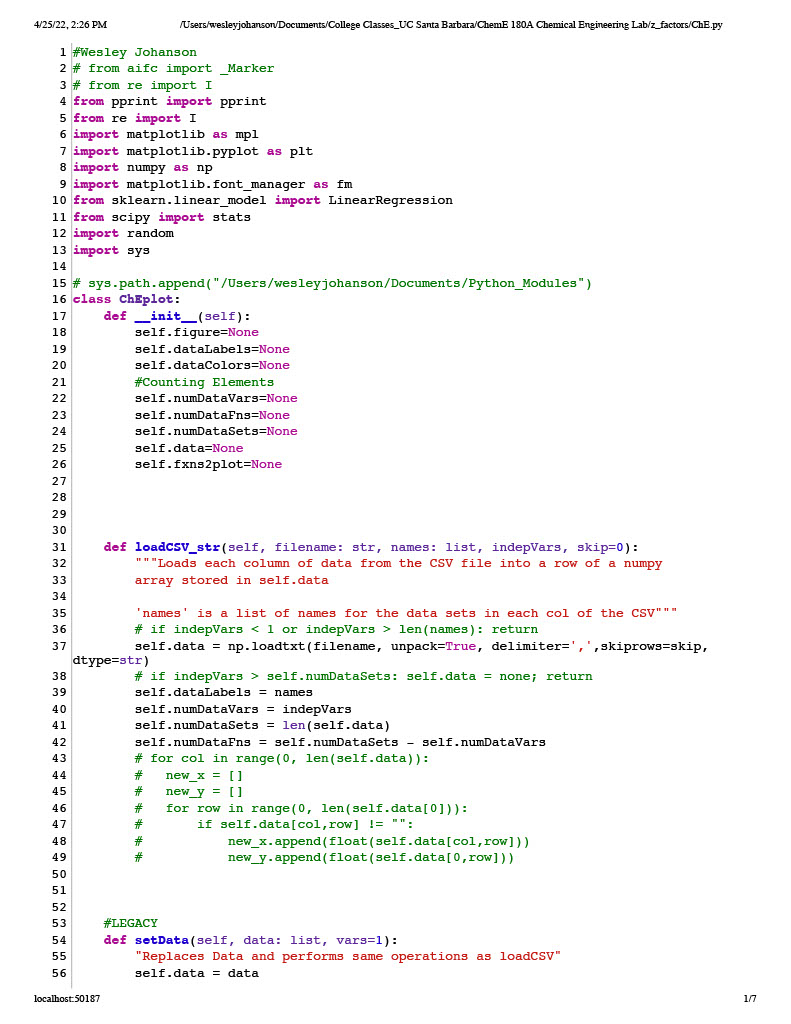 4/25/22, 2:26 PM /Users/wesleyjohanson/Documents/College Classes_UC Santa Barbara/ChemE 180A Chemical Engineering Lab/z_factors/ChE.py
1 #Wesley Johanson
2 # from aifc import _Marker
3 # from re import I
4 from pprint import pprint
5 from re import I
6 import matplotlib as mpl
7 import matplotlib.pyplot as plt
8 import numpy as np
9 import matplotlib.font_manager as fm
10 from sklearn.linear_model import LinearRegression
11 from scipy import stats
12 import random
13 import sys
14
15 # sys.path.append("/Users/wesleyjohanson/Documents/Python_Modules")
16 class ChEplot:
17     def __init__(self):
18         self.figure=None
19         self.dataLabels=None
20         self.dataColors=None
21         #Counting Elements
22         self.numDataVars=None
23         self.numDataFns=None
24         self.numDataSets=None
25         self.data=None
26         self.fxns2plot=None
27
28
29
30
31     def loadCSV_str(self, filename: str, names: list, indepVars, skip=0):
32         """Loads each column of data from the CSV file into a row of a numpy
33         array stored in self.data
34
35         'names' is a list of names for the data sets in each col of the CSV"""
36         # if indepVars < 1 or indepVars > len(names): return
37         self.data = np.loadtxt(filename, unpack=True, delimiter=',',skiprows=skip,
dtype=str)
38         # if indepVars > self.numDataSets: self.data = none; return
39         self.dataLabels = names
40         self.numDataVars = indepVars
41         self.numDataSets = len(self.data)
42         self.numDataFns = self.numDataSets - self.numDataVars
43         # for col in range(0, len(self.data)):
44         #   new_x = []
45         #   new_y = []
46         #   for row in range(0, len(self.data[0])):
47         #       if self.data[col,row] != "":
48         #           new_x.append(float(self.data[col,row]))
49         #           new_y.append(float(self.data[0,row]))
50
51
52
53     #LEGACY
54     def setData(self, data: list, vars=1):
55         "Replaces Data and performs same operations as loadCSV"
56         self.data = data
localhost:50187 1/7